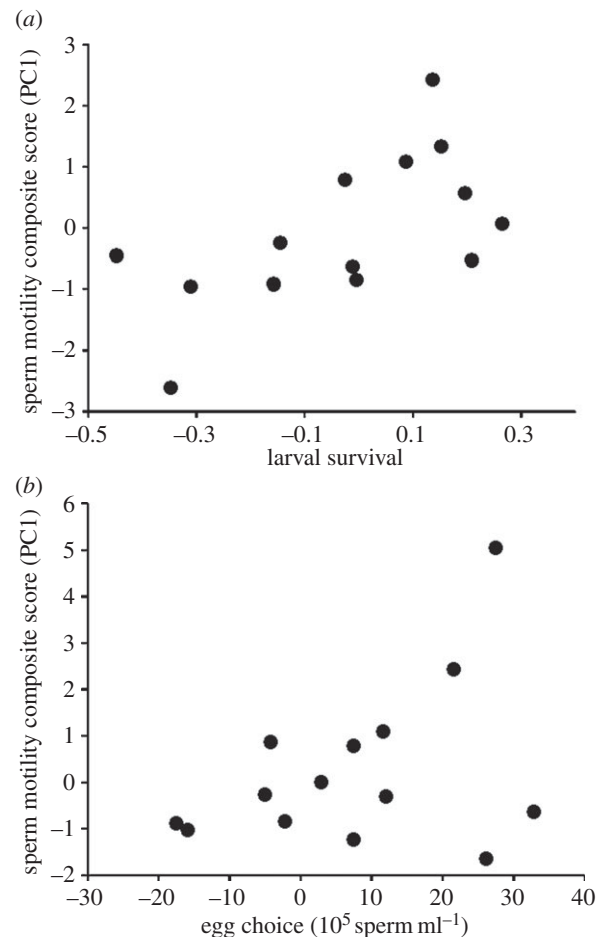 (a)
sperm motility composite score (PC1)
3
2
1
0
–1
–2
–3
–0.5 –0.3 –0.1 0.1 0.3
larval survival
(b)
sperm motility composite score (PC1)
6
5
4
3
2
1
0
–1
–2
–30 –20 –10 0 10 20 30 40
egg choice (10⁵ sperm ml⁻¹)